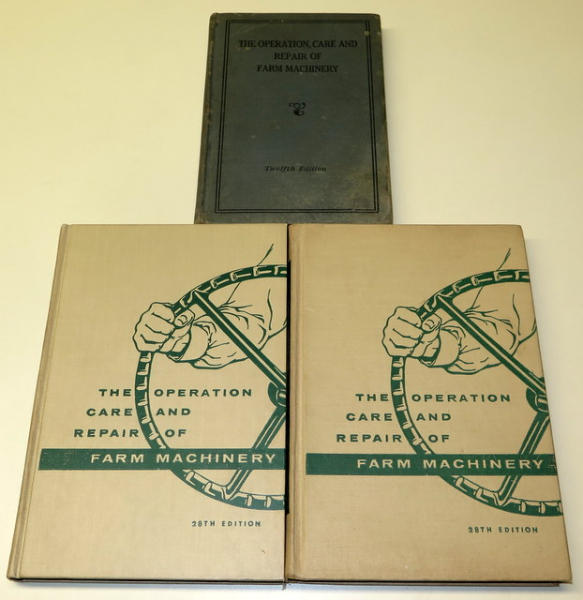 THE OPERATION, CARE AND
REPAIR OF
FARM MACHINERY
Twelfth Edition
THE OPERATION
CARE AND
REPAIR OF
FARM MACHINERY
28TH EDITION
THE OPERATION
CARE AND
REPAIR OF
FARM MACHINERY
28TH EDITION